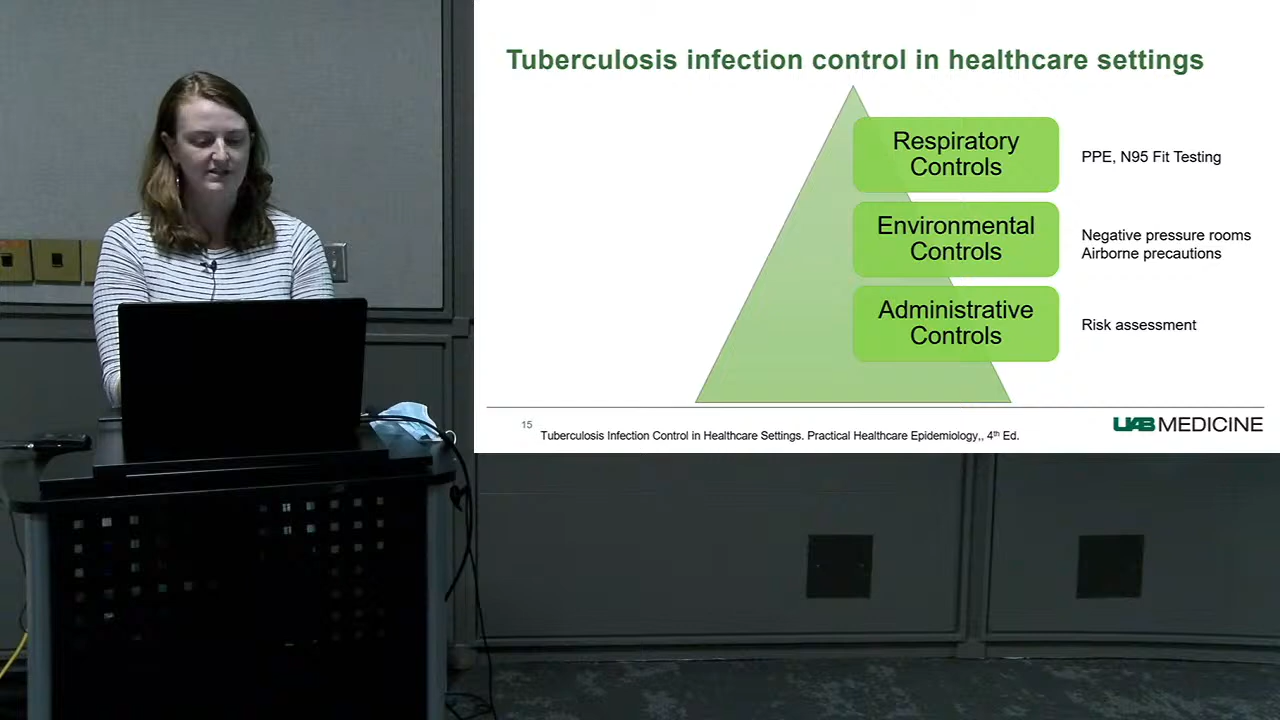 Tuberculosis infection control in healthcare settings
Respiratory
Controls
PPE, N95 Fit Testing
Environmental
Controls
Negative pressure rooms
Airborne precautions
Administrative
Controls
Risk assessment
15
Tuberculosis Infection Control in Healthcare Settings. Practical Healthcare Epidemiology,, 4th Ed.
UAB MEDICINE